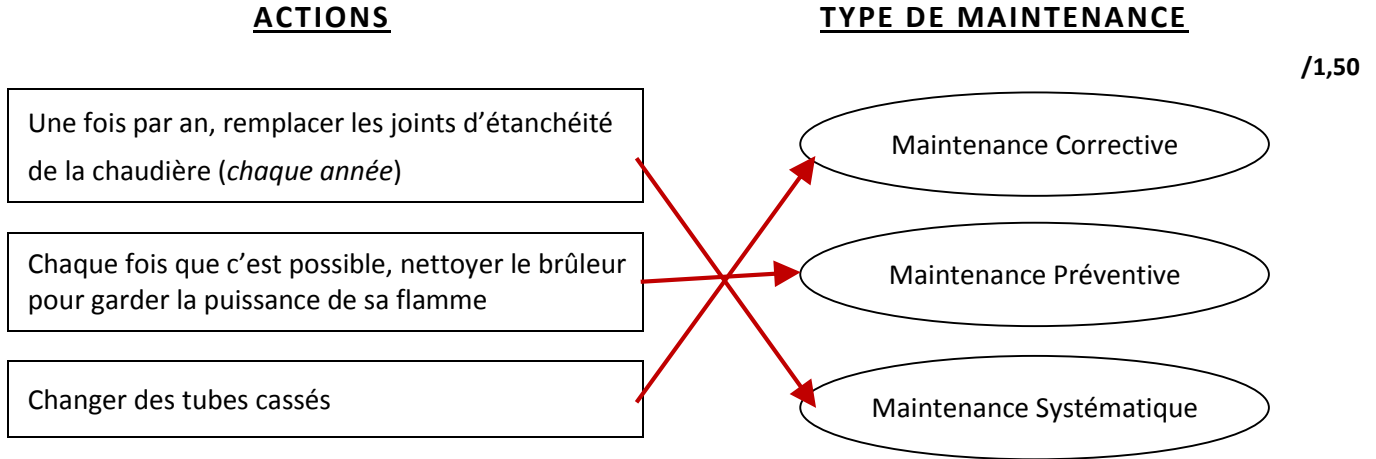 ACTIONS
TYPE DE MAINTENANCE
/1,50
Une fois par an, remplacer les joints d’étanchéité
de la chaudière (chaque année)
Maintenance Corrective
Chaque fois que c’est possible, nettoyer le brûleur
pour garder la puissance de sa flamme
Maintenance Préventive
Changer des tubes cassés
Maintenance Systématique